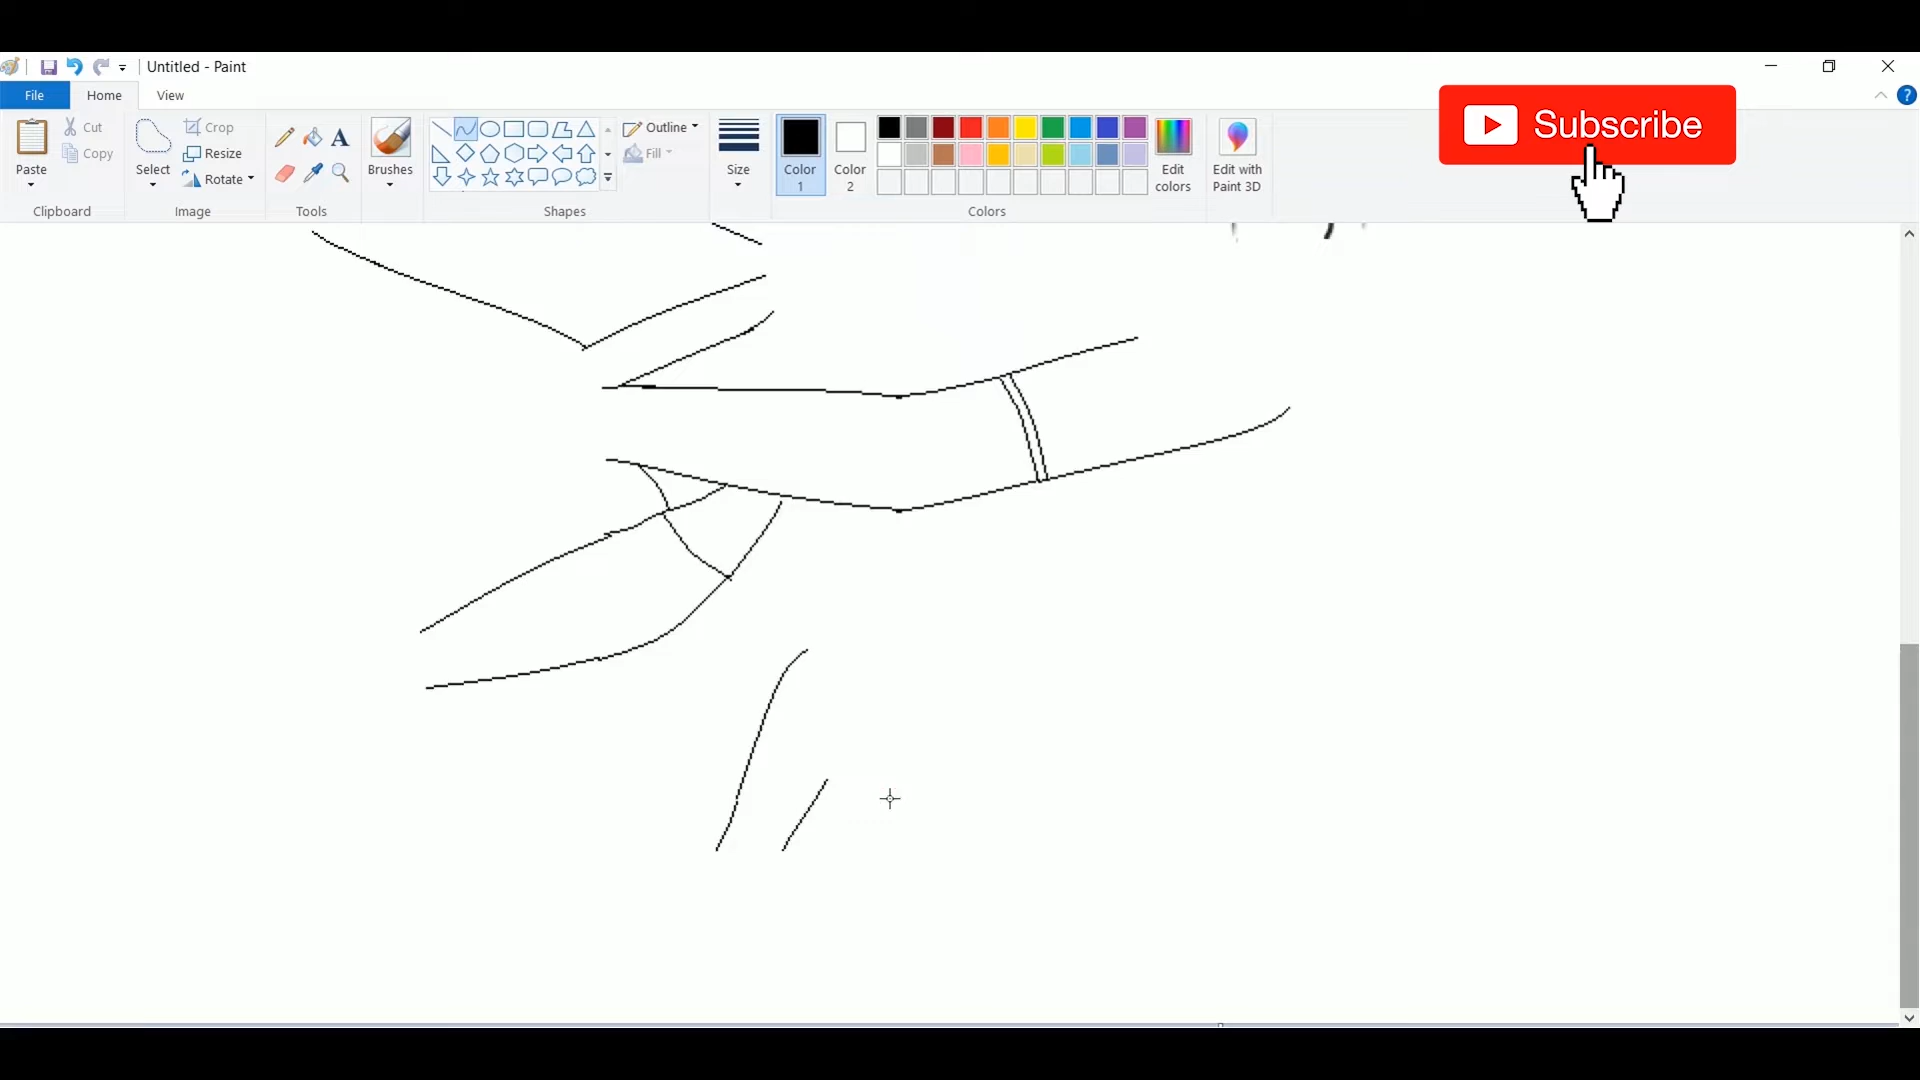 Untitled - Paint
File
Home
View
Subscribe
Paste
Cut
Copy
Clipboard
Select
Crop
Resize
Rotate
Image
A
Tools
Brushes
Outline
Fill
Shapes
Size
Color 1
Color 2
Edit colors
Colors
Edit with Paint 3D
?